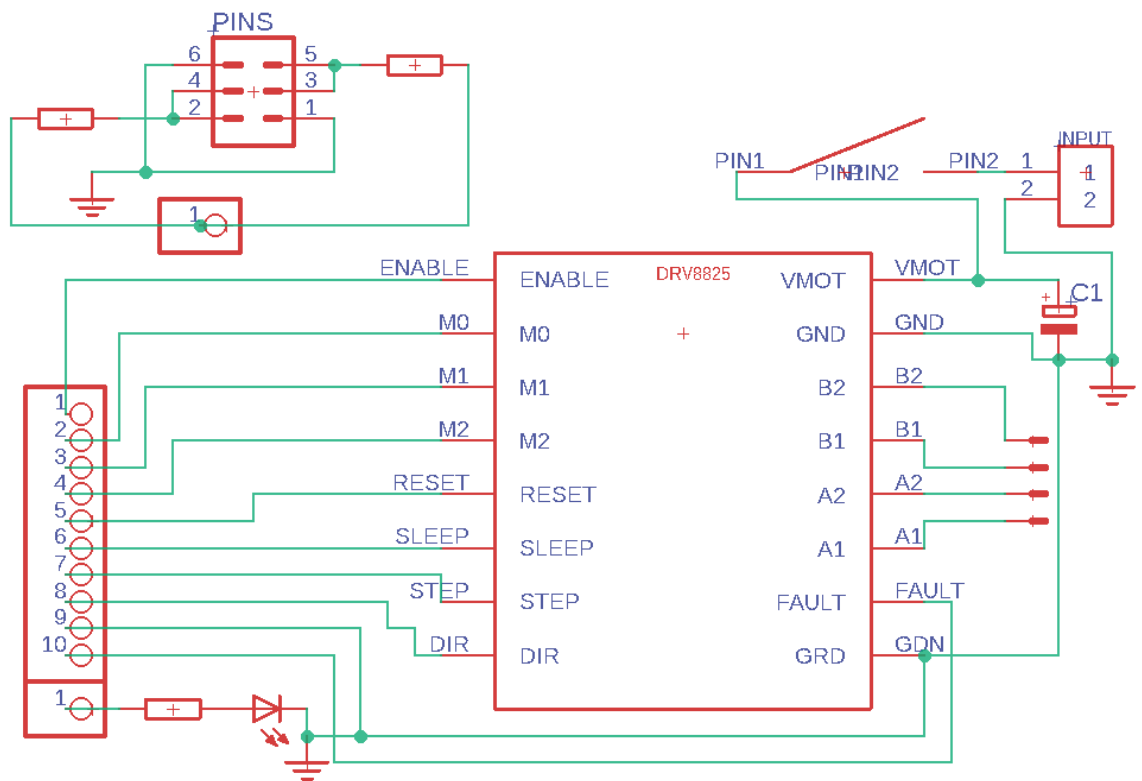 PINS
6 5
4 3
2 1
1
PIN1 PIN1 PIN2 PIN2
INPUT
1 1
2 2
DRV8825
ENABLE ENABLE VMOT VMOT
C1
M0 M0 GND GND
M1 M1 B2 B2
M2 M2 B1 B1
RESET RESET A2 A2
SLEEP SLEEP A1 A1
STEP STEP FAULT FAULT
DIR DIR GRD GDN
1
2
3
4
5
6
7
8
9
10
1